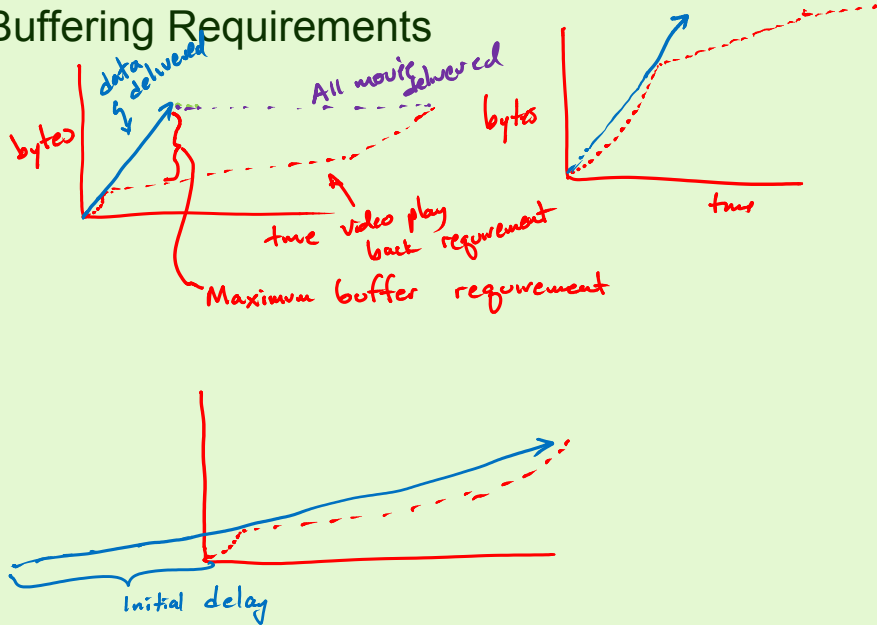 Buffering Requirements
data
delivered
All movie
delivered
bytes
time
video play
back requirement
Maximum buffer requirement
bytes
time
Initial delay